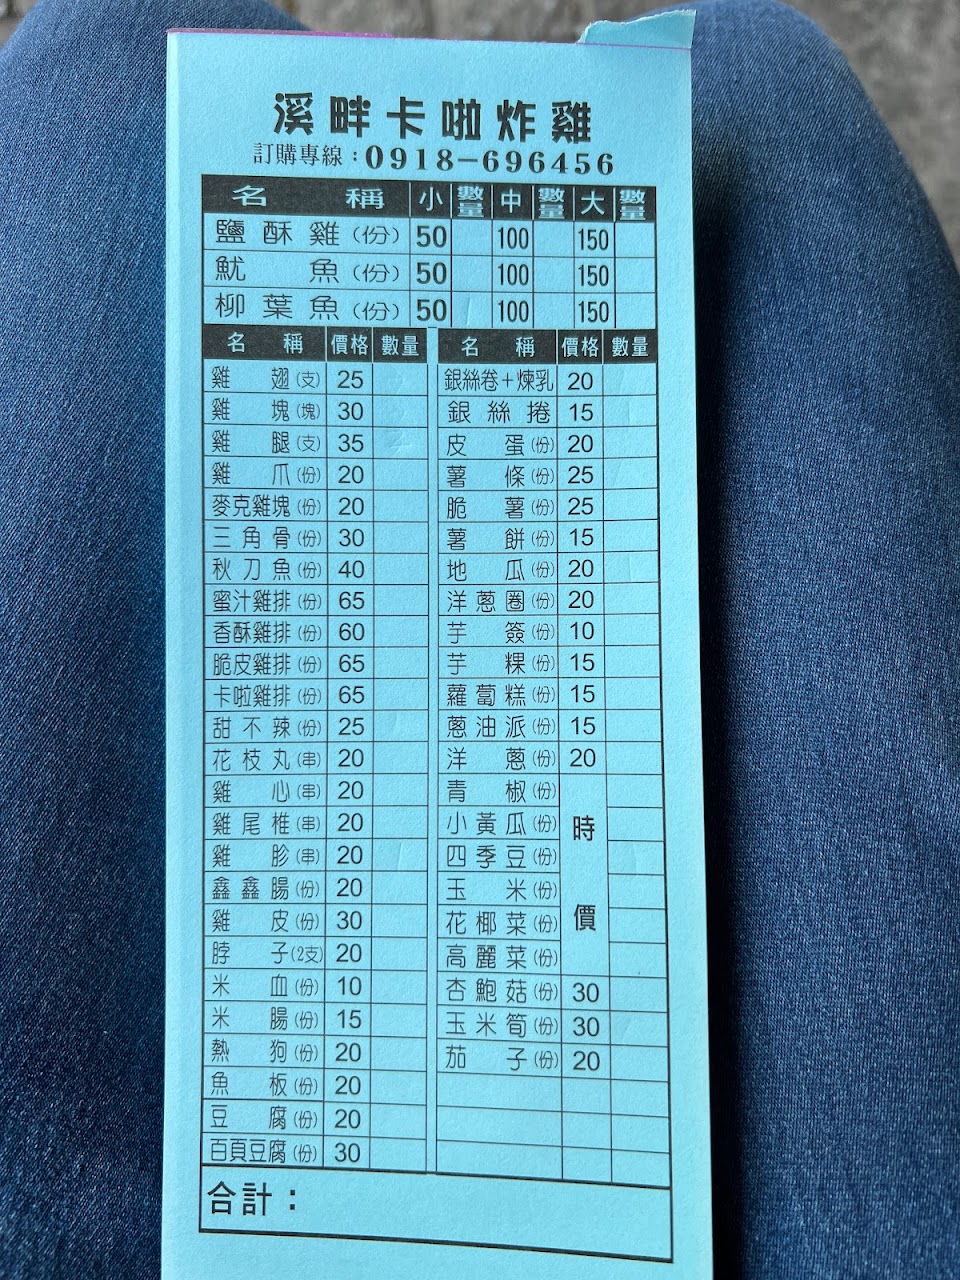 溪畔卡啦炸雞
訂購專線：0918-696456
名稱 小 數量 中 數量 大 數量
鹽酥雞(份) 50 100 150
魷魚(份) 50 100 150
柳葉魚(份) 50 100 150
名稱 價格 數量
雞翅(支) 25
雞塊(塊) 30
雞腿(支) 35
雞爪(份) 20
麥克雞塊(份) 20
三角骨(份) 30
秋刀魚(份) 40
蜜汁雞排(份) 65
香酥雞排(份) 60
脆皮雞排(份) 65
卡啦雞排(份) 65
甜不辣(份) 25
花枝丸(串) 20
雞心(串) 20
雞尾椎(串) 20
雞胗(串) 20
鑫鑫腸(份) 20
雞皮(份) 30
脖子(2支) 20
米血(份) 10
米腸(份) 15
熱狗(份) 20
魚板(份) 20
豆腐(份) 20
百頁豆腐(份) 30
名稱 價格 數量
銀絲卷+煉乳 20
銀絲捲 15
皮蛋(份) 20
薯條(份) 25
脆薯(份) 25
薯餅(份) 15
地瓜(份) 20
洋蔥圈(份) 20
芋簽(份) 10
芋粿(份) 15
蘿蔔糕(份) 15
蔥油派(份) 15
洋蔥(份) 20
青椒(份)
小黃瓜(份)
四季豆(份)
玉米(份)
花椰菜(份)
高麗菜(份)
時價
杏鮑菇(份) 30
玉米筍(份) 30
茄子(份) 20
合計：